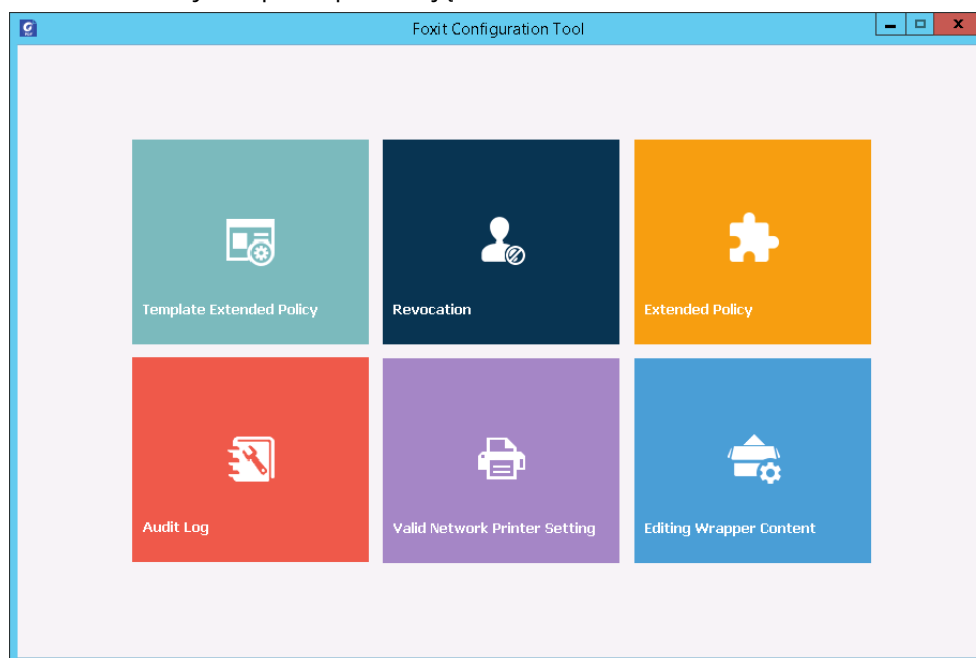 Foxit Configuration Tool
Template Extended Policy
Revocation
Extended Policy
Audit Log
Valid Network Printer Setting
Editing Wrapper Content